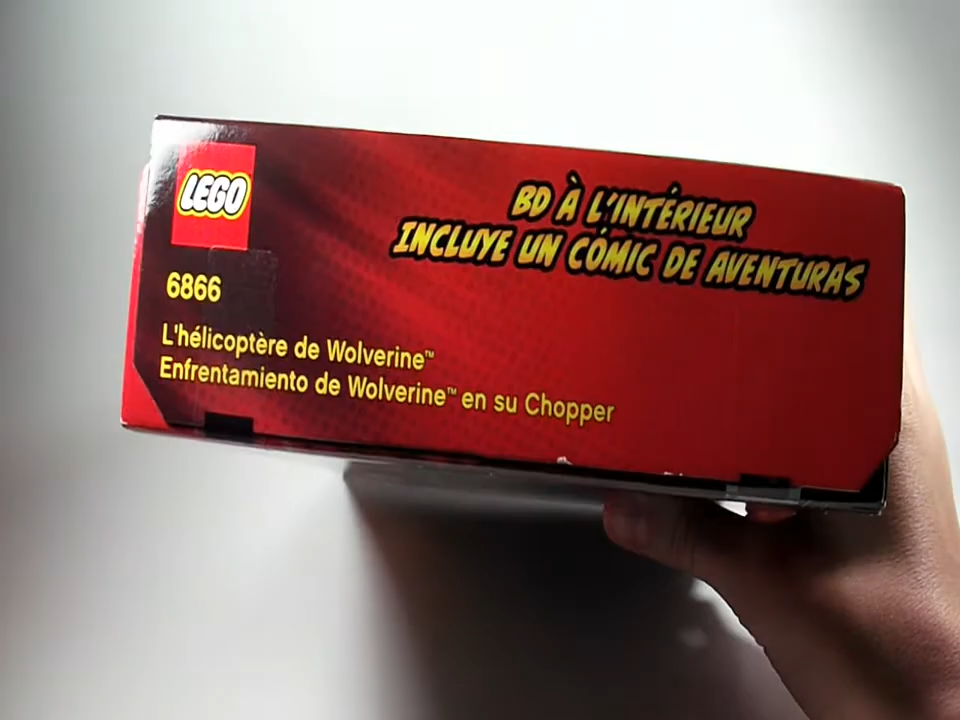 LEGO
BD À L'INTÉRIEUR
INCLUYE UN CÓMIC DE AVENTURAS
6866
L'hélicoptère de Wolverine™
Enfrentamiento de Wolverine™ en su Chopper